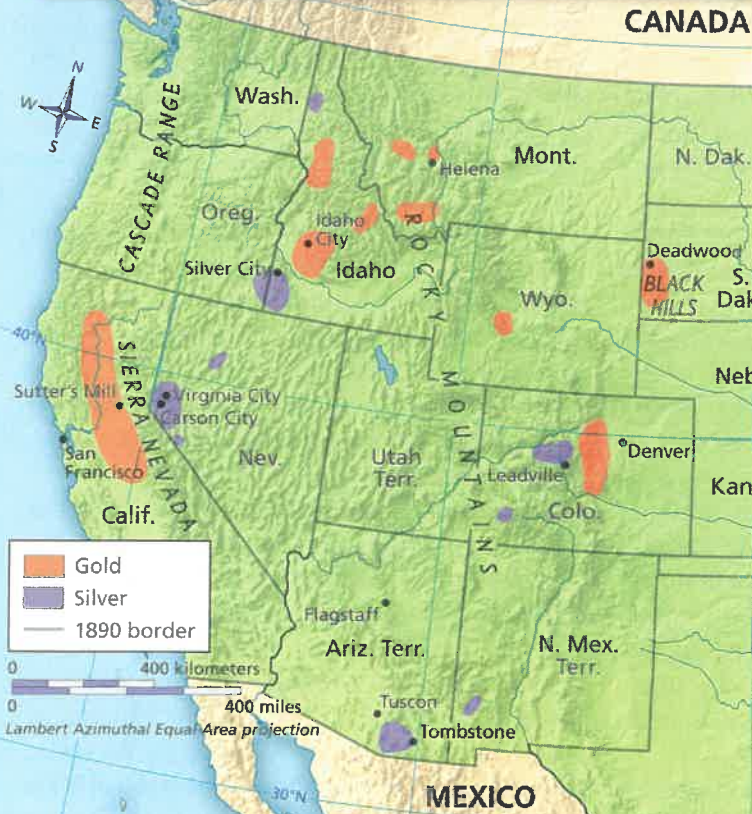 CANADA
N
W
E
S
CASCADE RANGE
Wash.
Mont.
N. Dak.
Helena
Oreg.
Idaho
City
ROCKY
MOUNTAINS
Deadwood
BLACK
HILLS
S.
Dak
Silver City
Idaho
Wyo.
40°N
SIERRA NEVADA
Neb
Sutter's Mill
Virginia City
Carson City
San
Francisco
Nev.
Utah
Terr.
Denver
Leadville
Kan
Colo.
Calif.
Gold
Silver
1890 border
Flagstaff
Ariz. Terr.
N. Mex.
Terr.
0
400 kilometers
0
400 miles
Lambert Azimuthal Equal-Area projection
Tuscon
Tombstone
30°N
MEXICO
0